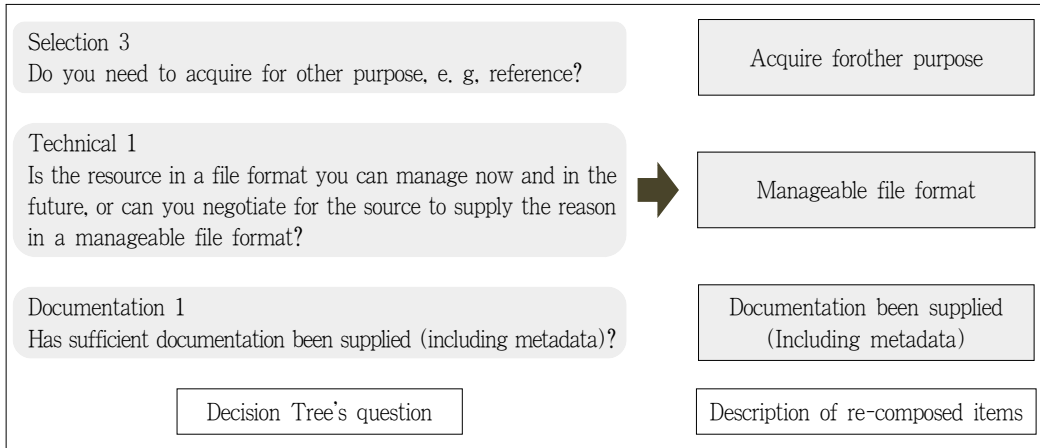 Selection 3
Do you need to acquire for other purpose, e. g, reference?
Acquire forother purpose
Technical 1
Is the resource in a file format you can manage now and in the
future, or can you negotiate for the source to supply the reason
in a manageable file format?
Manageable file format
Documentation 1
Has sufficient documentation been supplied (including metadata)?
Documentation been supplied
(Including metadata)
Decision Tree's question
Description of re-composed items